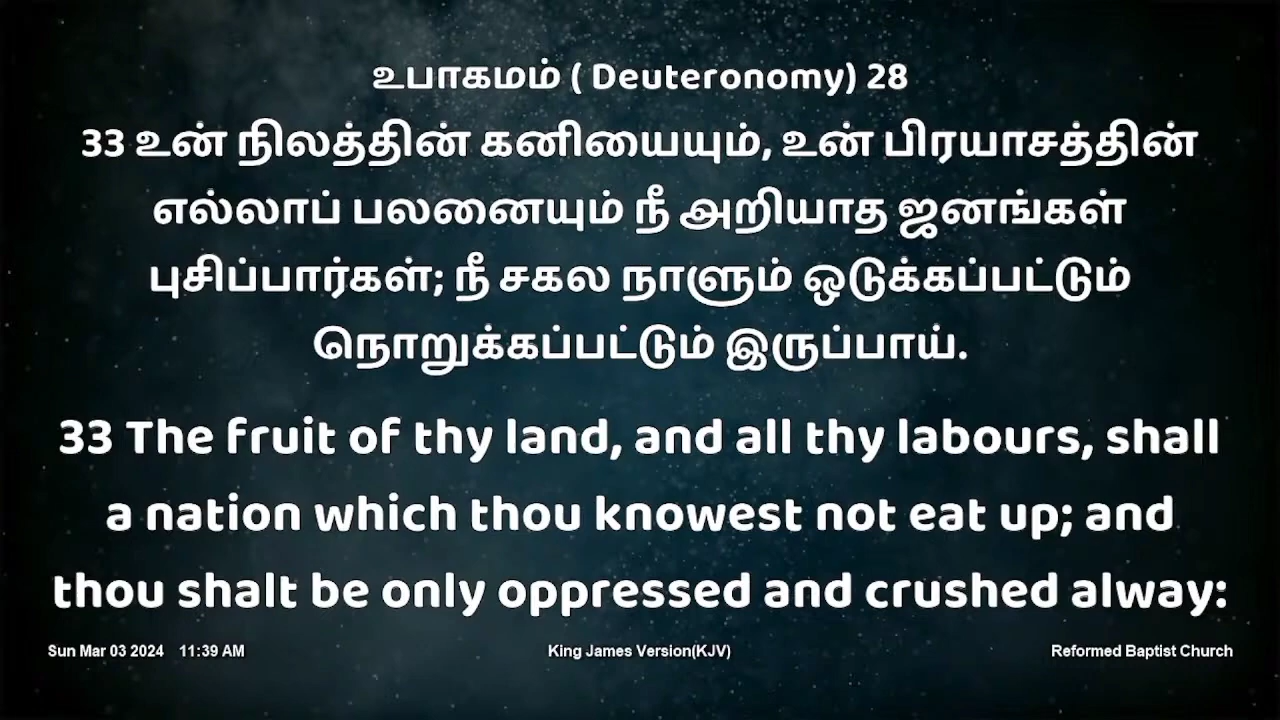 உபாகமம் ( Deuteronomy) 28
33 உன் நிலத்தின் கனியையும், உன் பிரயாசத்தின்
எல்லாப் பலனையும் நீ அறியாத ஜனங்கள்
புசிப்பார்கள்; நீ சகல நாளும் ஒடுக்கப்பட்டும்
நொறுக்கப்பட்டும் இருப்பாய்.
33 The fruit of thy land, and all thy labours, shall
a nation which thou knowest not eat up; and
thou shalt be only oppressed and crushed alway:
Sun Mar 03 2024 11:39 AM King James Version(KJV) Reformed Baptist Church